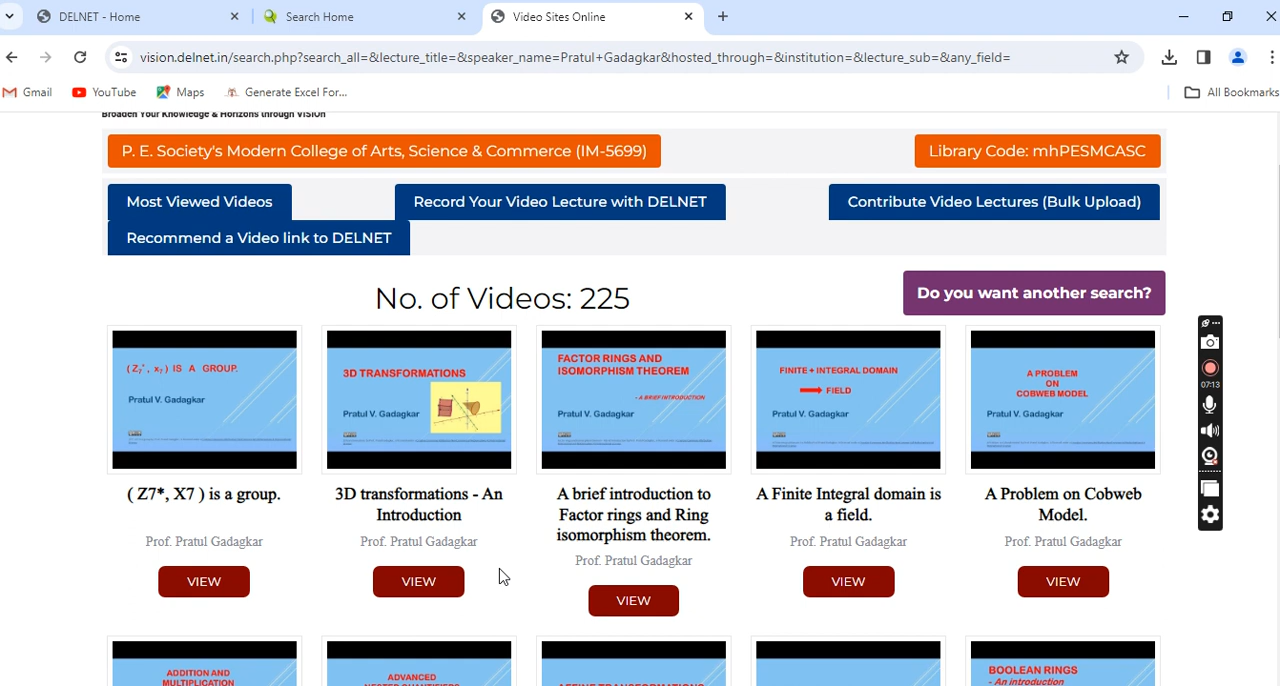 DELNET - Home
Search Home
Video Sites Online
vision.delnet.in/search.php?search_all=&lecture_title=&speaker_name=Pratul+Gadagkar&hosted_through=&institution=&lecture_sub=&any_field=
Gmail
YouTube
Maps
Generate Excel For...
All Bookmarks
Broaden Your Knowledge & Horizons through VISION
P. E. Society's Modern College of Arts, Science & Commerce (IM-5699)
Library Code: mhPESMCASC
Most Viewed Videos
Record Your Video Lecture with DELNET
Contribute Video Lectures (Bulk Upload)
Recommend a Video link to DELNET
No. of Videos: 225
Do you want another search?
(Z7*, x7) IS A GROUP.
Pratul V. Gadagkar
3D TRANSFORMATIONS
Pratul V. Gadagkar
FACTOR RINGS AND
ISOMORPHISM THEOREM
- A BRIEF INTRODUCTION
Pratul V. Gadagkar
FINITE + INTEGRAL DOMAIN
FIELD
Pratul V. Gadagkar
A PROBLEM
ON
COBWEB MODEL
Pratul V. Gadagkar
( Z7*, X7 ) is a group.
Prof. Pratul Gadagkar
VIEW
3D transformations - An
Introduction
Prof. Pratul Gadagkar
VIEW
A brief introduction to
Factor rings and Ring
isomorphism theorem.
Prof. Pratul Gadagkar
VIEW
A Finite Integral domain is
a field.
Prof. Pratul Gadagkar
VIEW
A Problem on Cobweb
Model.
Prof. Pratul Gadagkar
VIEW
07:13
ADDITION AND
MULTIPLICATION
ADVANCED
NESTED QUANTIFIERS
AFFINE TRANSFORMATIONS
BOOLEAN RINGS
- An introduction